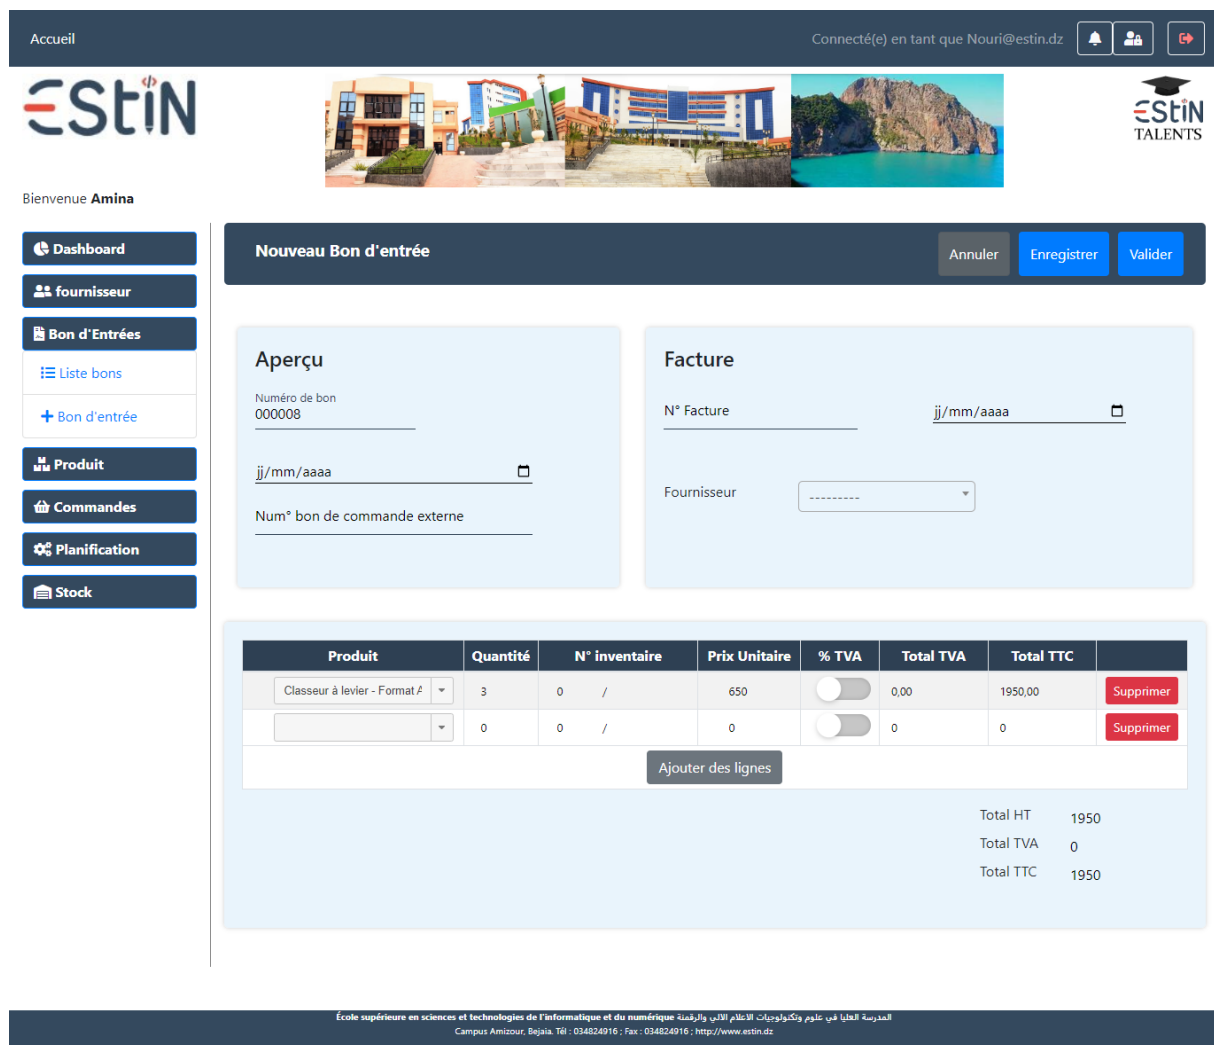 Accueil
Connecté(e) en tant que Nouri@estin.dz
EStiN
EStiN
TALENTS
Bienvenue Amina
Dashboard
fournisseur
Bon d'Entrées
Liste bons
Bon d'entrée
Produit
Commandes
Planification
Stock
Nouveau Bon d'entrée
Annuler
Enregistrer
Valider
Aperçu
Numéro de bon
000008
jj/mm/aaaa
Num° bon de commande externe
Facture
N° Facture
jj/mm/aaaa
Fournisseur
---------
Produit Quantité N° inventaire Prix Unitaire % TVA Total TVA Total TTC
Classeur à levier - Format A 3 0 / 650 0,00 1950,00 Supprimer
0 0 / 0 0 0 Supprimer
Ajouter des lignes
Total HT 1950
Total TVA 0
Total TTC 1950
École supérieure en sciences et technologies de l'informatique et du numérique المدرسة العليا في علوم وتكنولوجيات الاعلام الالي والرقمنة
Campus Amizour, Bejaia. Tél : 034824916 ; Fax : 034824916 ; http://www.estin.dz